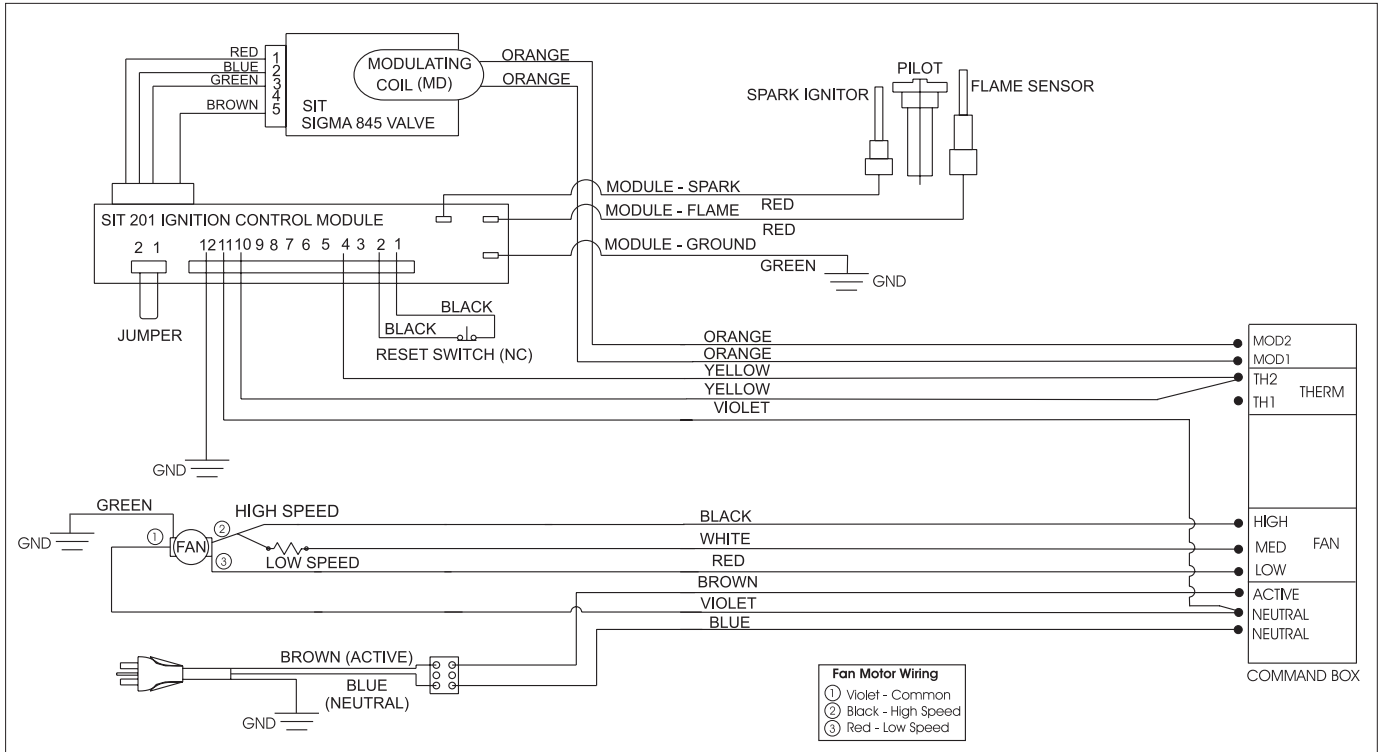 RED
BLUE
GREEN
BROWN
1
2
3
4
5
MODULATING
COIL (MD)
SIT
SIGMA 845 VALVE
ORANGE
ORANGE
SPARK IGNITOR
PILOT
FLAME SENSOR
MODULE - SPARK
RED
MODULE - FLAME
RED
MODULE - GROUND
GREEN
GND
SIT 201 IGNITION CONTROL MODULE
2 1
12 11 10 9 8 7 6 5 4 3 2 1
JUMPER
BLACK
BLACK
RESET SWITCH (NC)
ORANGE
ORANGE
YELLOW
YELLOW
VIOLET
MOD2
MOD1
TH2
TH1
THERM
GND
GREEN
GND
1
FAN
2
3
HIGH SPEED
LOW SPEED
BLACK
WHITE
RED
BROWN
VIOLET
BLUE
HIGH
MED
LOW
FAN
ACTIVE
NEUTRAL
NEUTRAL
COMMAND BOX
BROWN (ACTIVE)
BLUE
(NEUTRAL)
GND
Fan Motor Wiring
1 Violet - Common
2 Black - High Speed
3 Red - Low Speed